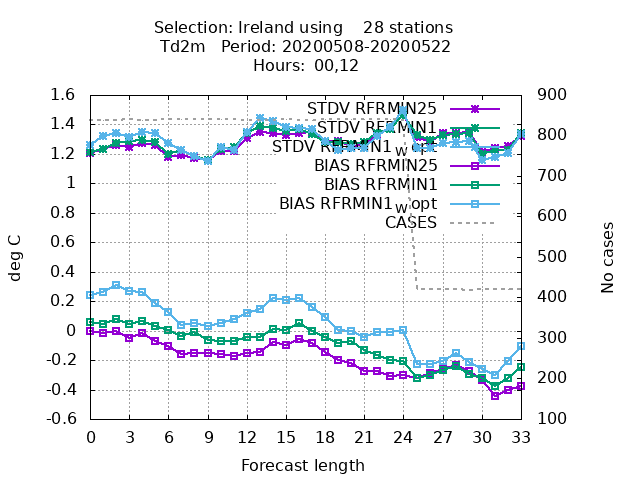 Selection: Ireland using    28 stations
Td2m   Period: 20200508-20200522
Hours:  00,12
1.6
1.4
1.2
1
0.8
0.6
0.4
0.2
0
-0.2
-0.4
-0.6
deg C
900
800
700
600
500
400
300
200
100
No cases
STDV RFRMIN25
STDV RFRMIN1
STDV RFRMIN1w
BIAS RFRMIN25
BIAS RFRMIN1
BIAS RFRMIN1wopt
CASES
0 3 6 9 12 15 18 21 24 27 30 33
Forecast length